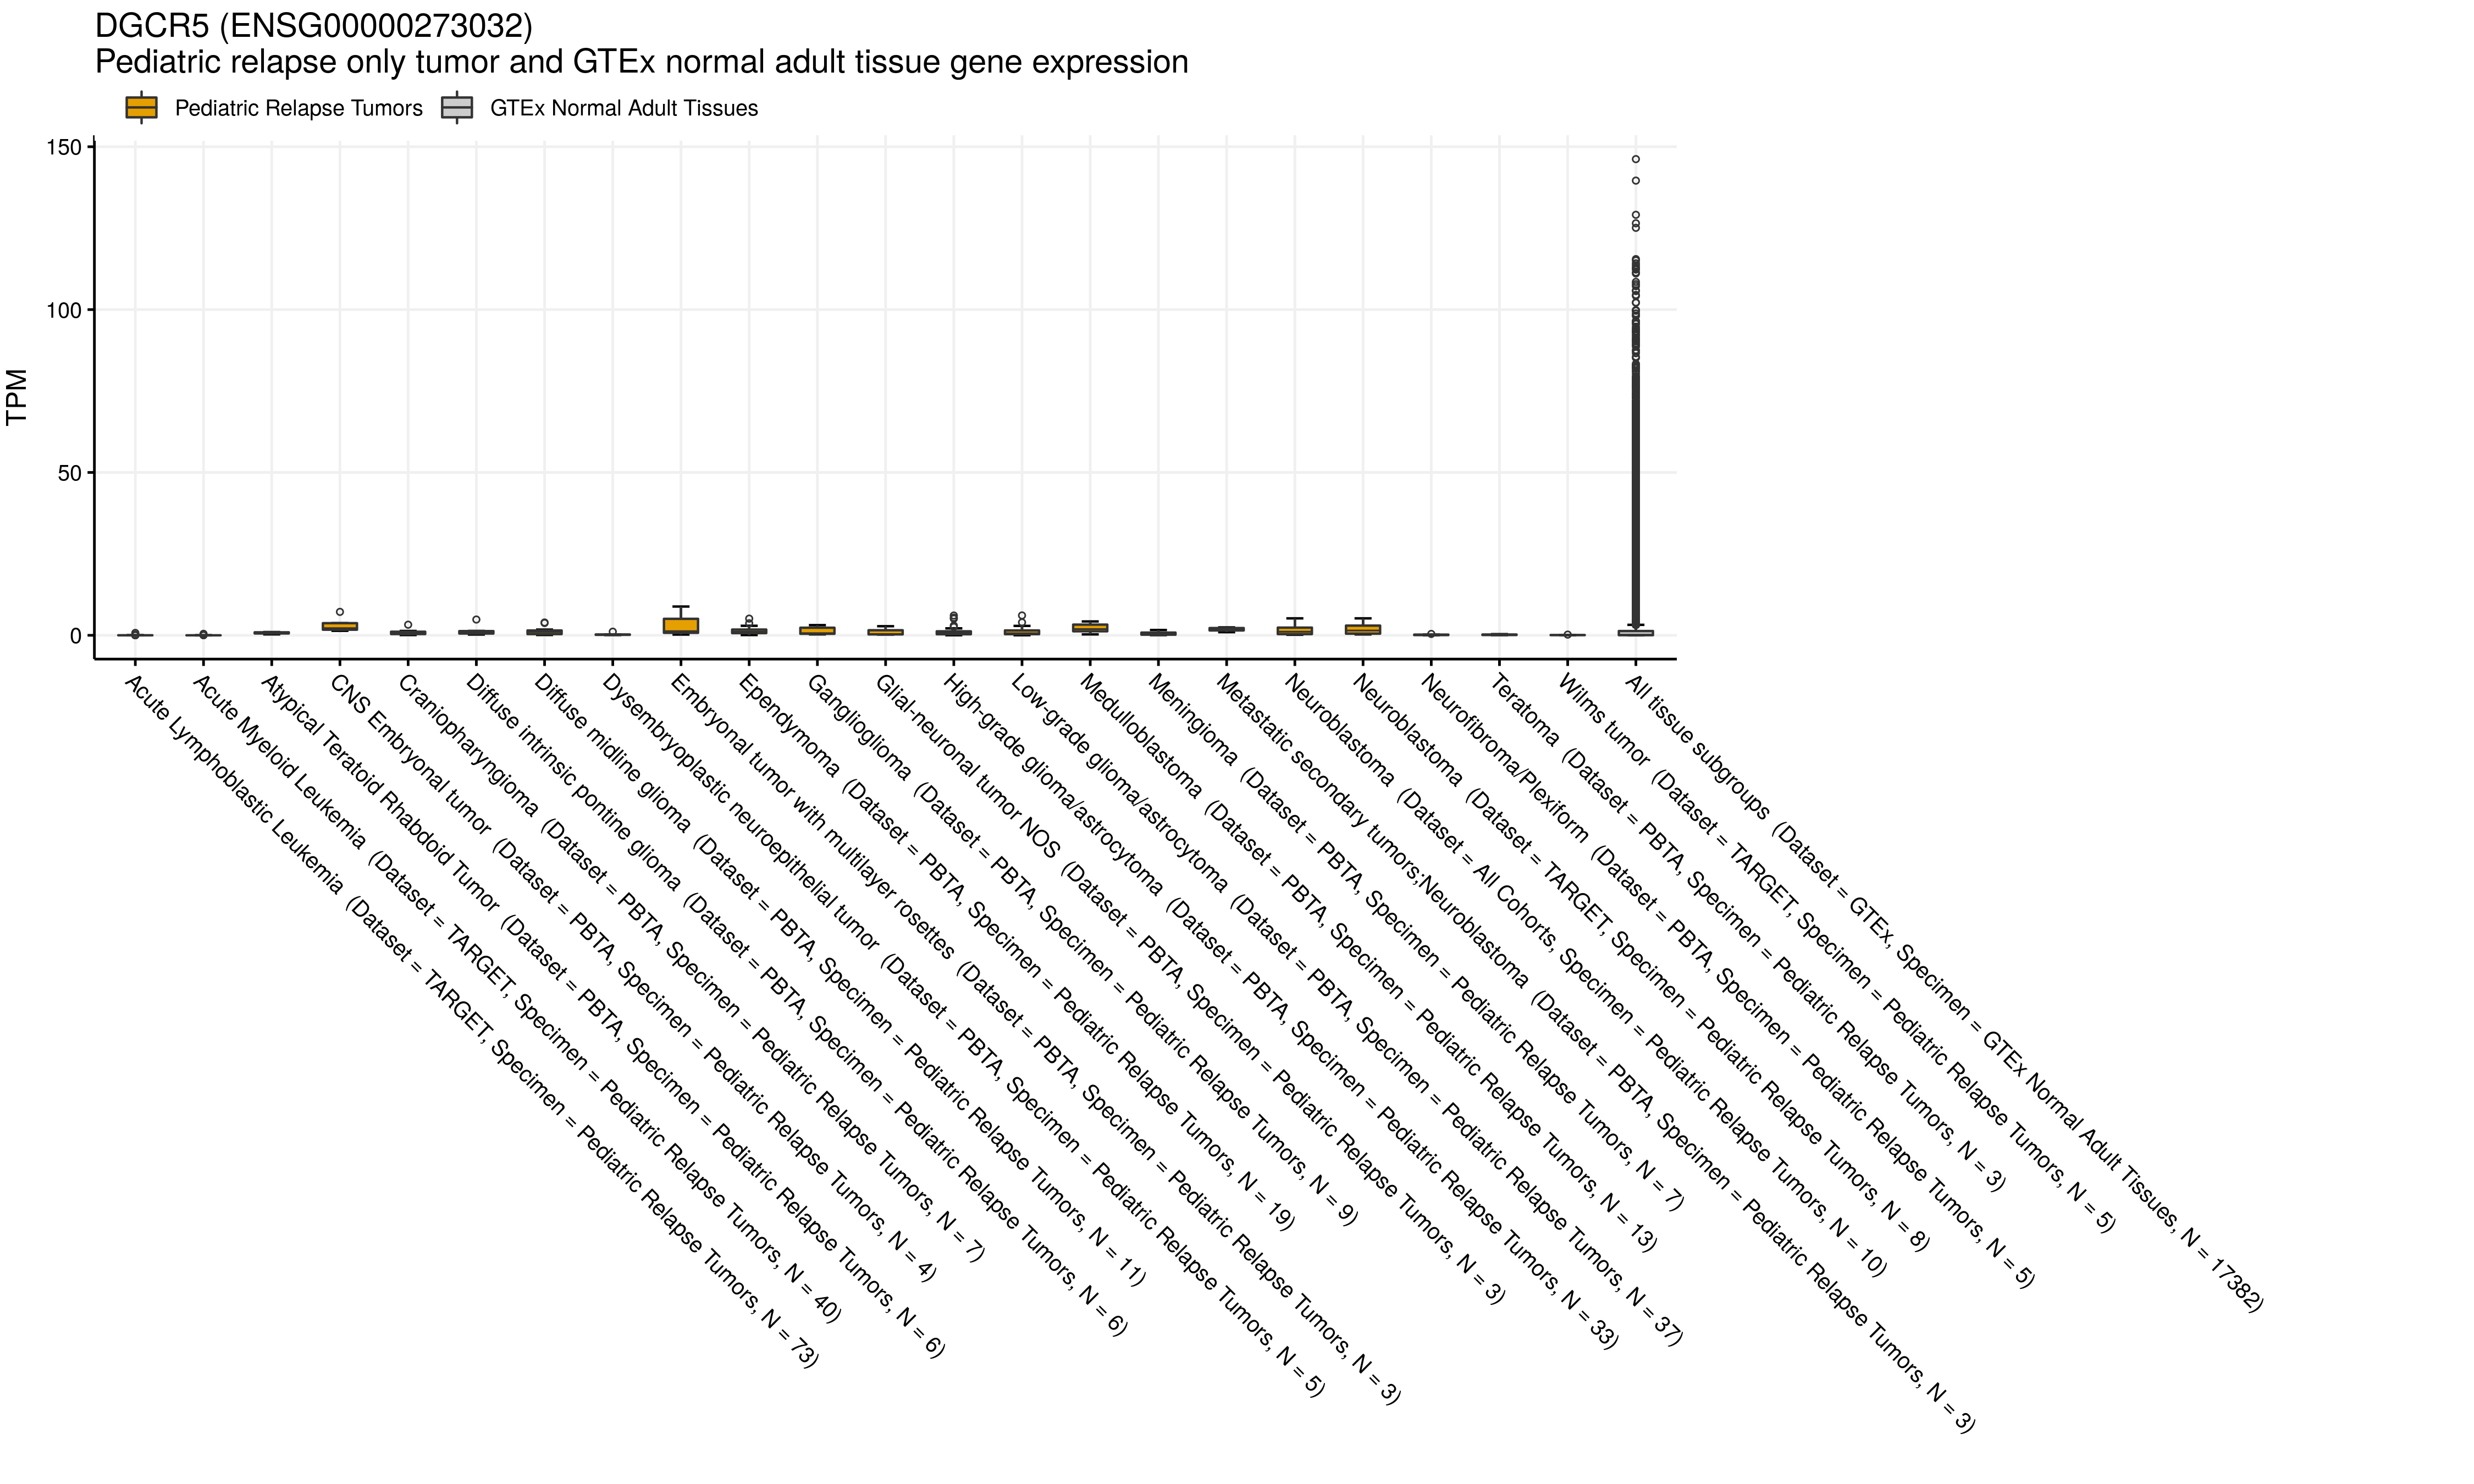 DGCR5 (ENSG00000273032)
Pediatric relapse only tumor and GTEx normal adult tissue gene expression
Pediatric Relapse Tumors
GTEx Normal Adult Tissues
TPM
150
100
50
0
Acute Lymphoblastic Leukemia (Dataset = TARGET, Specimen = Pediatric Relapse Tumors, N = 73)
Acute Myeloid Leukemia (Dataset = TARGET, Specimen = Pediatric Relapse Tumors, N = 40)
Atypical Teratoid Rhabdoid Tumor (Dataset = PBTA, Specimen = Pediatric Relapse Tumors, N = 6)
CNS Embryonal tumor (Dataset = PBTA, Specimen = Pediatric Relapse Tumors, N = 4)
Craniopharyngioma (Dataset = PBTA, Specimen = Pediatric Relapse Tumors, N = 7)
Diffuse intrinsic pontine glioma (Dataset = PBTA, Specimen = Pediatric Relapse Tumors, N = 6)
Diffuse midline glioma (Dataset = PBTA, Specimen = Pediatric Relapse Tumors, N = 11)
Dysembryoplastic neuroepithelial tumor (Dataset = PBTA, Specimen = Pediatric Relapse Tumors, N = 5)
Embryonal tumor with multilayer rosettes (Dataset = PBTA, Specimen = Pediatric Relapse Tumors, N = 3)
Ependymoma (Dataset = PBTA, Specimen = Pediatric Relapse Tumors, N = 19)
Ganglioglioma (Dataset = PBTA, Specimen = Pediatric Relapse Tumors, N = 9)
Glial-neuronal tumor NOS (Dataset = PBTA, Specimen = Pediatric Relapse Tumors, N = 3)
High-grade glioma/astrocytoma (Dataset = PBTA, Specimen = Pediatric Relapse Tumors, N = 33)
Low-grade glioma/astrocytoma (Dataset = PBTA, Specimen = Pediatric Relapse Tumors, N = 37)
Medulloblastoma (Dataset = PBTA, Specimen = Pediatric Relapse Tumors, N = 13)
Meningioma (Dataset = PBTA, Specimen = Pediatric Relapse Tumors, N = 7)
Metastatic secondary tumors;Neuroblastoma (Dataset = PBTA, Specimen = Pediatric Relapse Tumors, N = 3)
Neuroblastoma (Dataset = All Cohorts, Specimen = Pediatric Relapse Tumors, N = 10)
Neuroblastoma (Dataset = TARGET, Specimen = Pediatric Relapse Tumors, N = 8)
Neurofibroma/Plexiform (Dataset = PBTA, Specimen = Pediatric Relapse Tumors, N = 5)
Teratoma (Dataset = PBTA, Specimen = Pediatric Relapse Tumors, N = 3)
Wilms tumor (Dataset = TARGET, Specimen = Pediatric Relapse Tumors, N = 5)
All tissue subgroups (Dataset = GTEx, Specimen = GTEx Normal Adult Tissues, N = 17382)